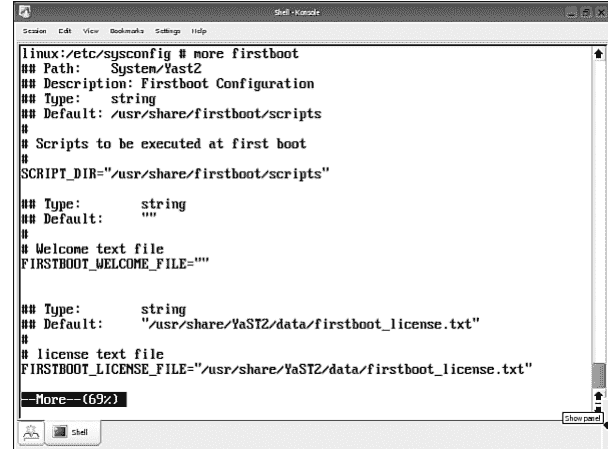 Shell - Konsole
Session Edit View Bookmarks Settings Help
linux:/etc/sysconfig # more firstboot
## Path:    System/Yast2
## Description: Firstboot Configuration
## Type:    string
## Default: /usr/share/firstboot/scripts
#
# Scripts to be executed at first boot
#
SCRIPT_DIR="/usr/share/firstboot/scripts"
## Type:        string
## Default:     ""
#
# Welcome text file
FIRSTBOOT_WELCOME_FILE=""
## Type:        string
## Default:     "/usr/share/YaST2/data/firstboot_license.txt"
#
# license text file
FIRSTBOOT_LICENSE_FILE="/usr/share/YaST2/data/firstboot_license.txt"
--More--(69%)
Show panel
Shell